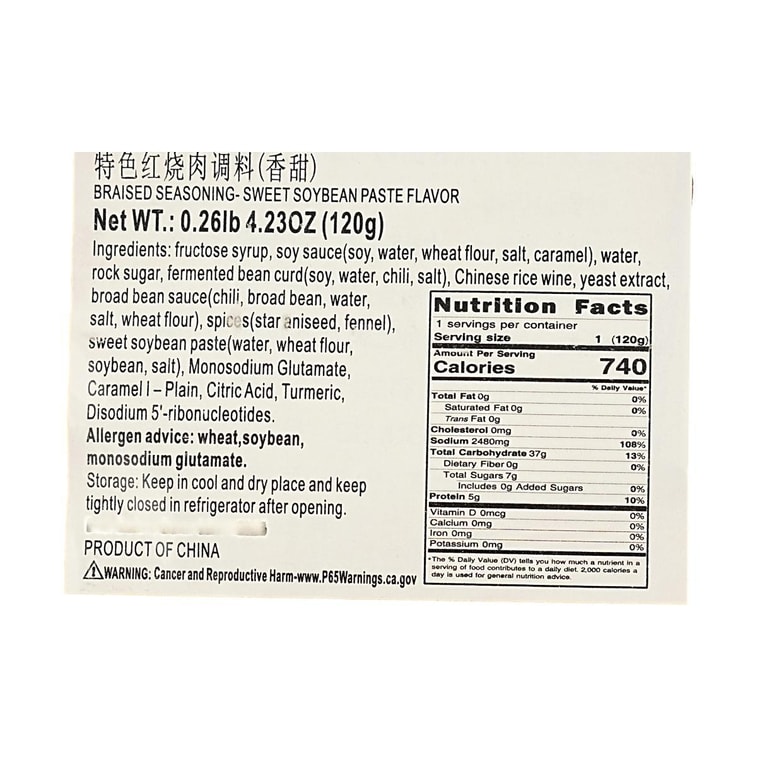 特色红烧肉调料(香甜)
BRAISED SEASONING- SWEET SOYBEAN PASTE FLAVOR
Net WT.: 0.26lb 4.23OZ (120g)
Ingredients: fructose syrup, soy sauce(soy, water, wheat flour, salt, caramel), water,
rock sugar, fermented bean curd(soy, water, chili, salt), Chinese rice wine, yeast extract,
broad bean sauce(chili, broad bean, water,
salt, wheat flour), spices(star aniseed, fennel),
sweet soybean paste(water, wheat flour,
soybean, salt), Monosodium Glutamate,
Caramel I – Plain, Citric Acid, Turmeric,
Disodium 5'-ribonucleotides.
Allergen advice: wheat,soybean,
monosodium glutamate.
Storage: Keep in cool and dry place and keep
tightly closed in refrigerator after opening.
PRODUCT OF CHINA
⚠WARNING: Cancer and Reproductive Harm-www.P65Warnings.ca.gov
Nutrition Facts
1 servings per container
Serving size 1 (120g)
Amount Per Serving
Calories 740
% Daily Value*
Total Fat 0g 0%
Saturated Fat 0g 0%
Trans Fat 0g
Cholesterol 0mg 0%
Sodium 2480mg 108%
Total Carbohydrate 37g 13%
Dietary Fiber 0g 0%
Total Sugars 7g
Includes 0g Added Sugars 0%
Protein 5g 10%
Vitamin D 0mcg 0%
Calcium 0mg 0%
Iron 0mg 0%
Potassium 0mg 0%
*The % Daily Value (DV) tells you how much a nutrient in a
serving of food contributes to a daily diet. 2,000 calories a
day is used for general nutrition advice.